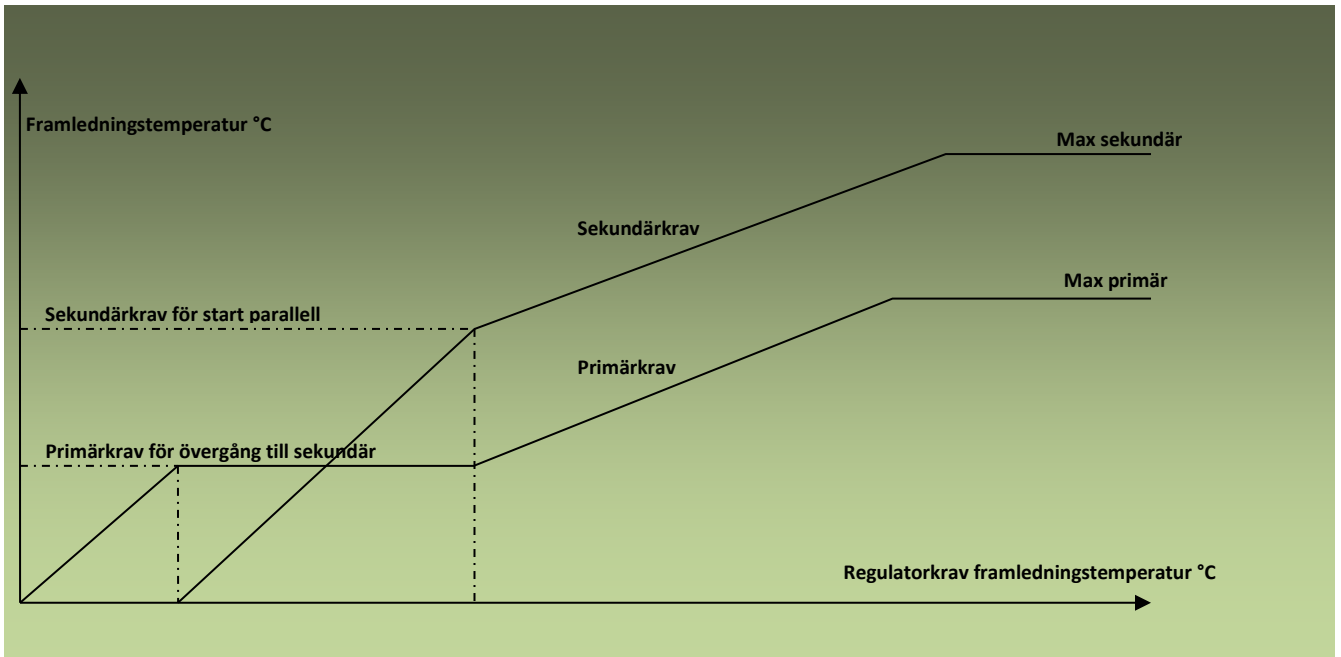 Framledningstemperatur °C
Max sekundär
Sekundärkrav
Max primär
Sekundärkrav för start parallell
Primärkrav
Primärkrav för övergång till sekundär
Regulatorkrav framledningstemperatur °C